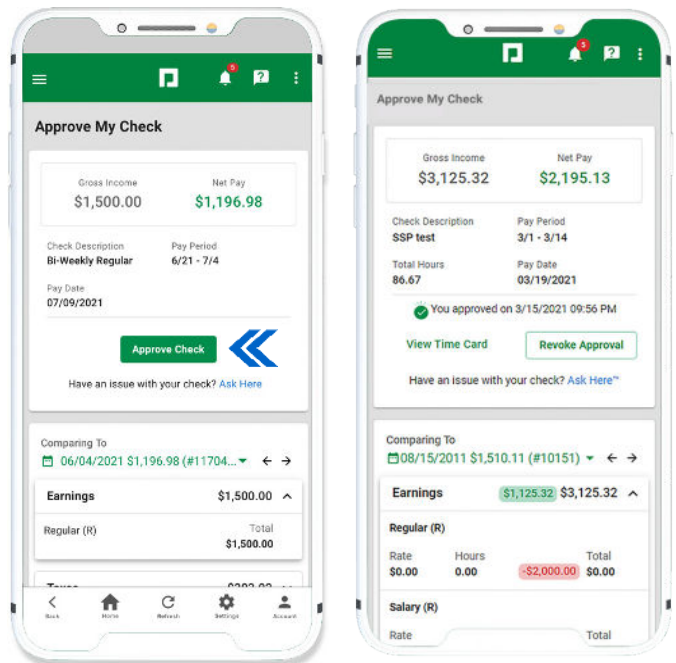 5
?
Approve My Check
Gross Income Net Pay
$1,500.00 $1,196.98
Check Description Pay Period
Bi-Weekly Regular 6/21 - 7/4
Pay Date
07/09/2021
Approve Check
Have an issue with your check? Ask Here
Comparing To
06/04/2021 $1,196.98 (#11704...
Earnings $1,500.00
Regular (R) Total
$1,500.00
Back Home Refresh Settings Account
5
?
Approve My Check
Gross Income Net Pay
$3,125.32 $2,195.13
Check Description Pay Period
SSP test 3/1 - 3/14
Total Hours Pay Date
86.67 03/19/2021
You approved on 3/15/2021 09:56 PM
View Time Card Revoke Approval
Have an issue with your check? Ask Here
Comparing To
08/15/2011 $1,510.11 (#10151)
Earnings $1,125.32 $3,125.32
Regular (R)
Rate Hours Total
$0.00 0.00 -$2,000.00 $0.00
Salary (R)
Rate Total